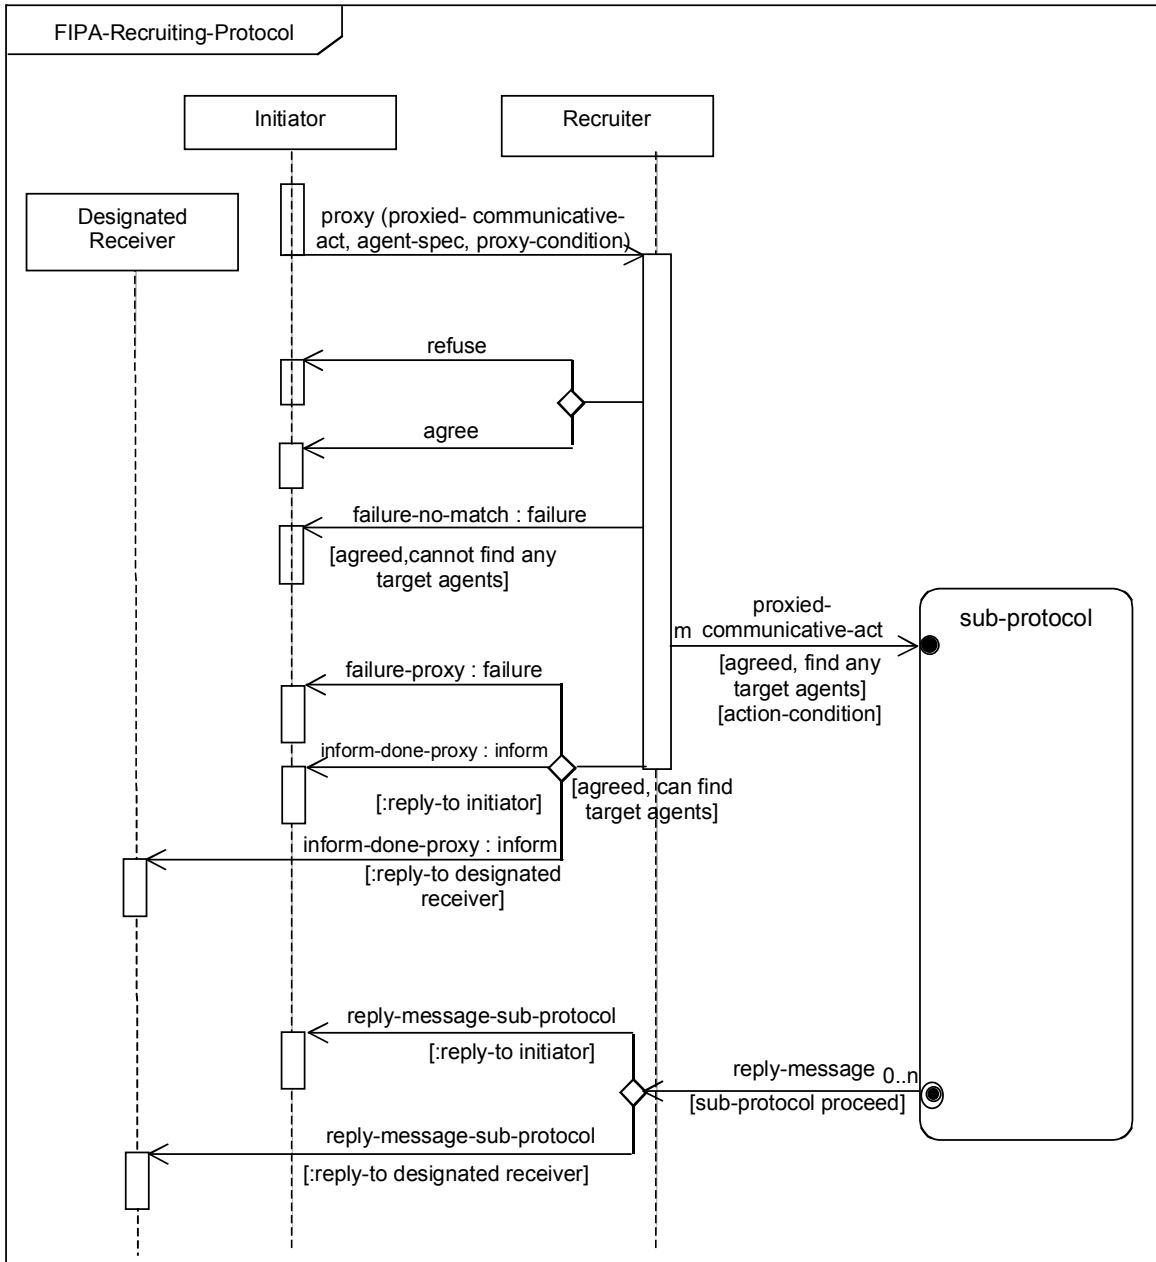 FIPA-Recruiting-Protocol
Initiator
Recruiter
Designated
Receiver
proxy (proxied- communicative-
act, agent-spec, proxy-condition)
refuse
agree
failure-no-match : failure
[agreed,cannot find any
target agents]
proxied-
m communicative-act
[agreed, find any
target agents]
[action-condition]
sub-protocol
failure-proxy : failure
inform-done-proxy : inform
[:reply-to initiator]
[agreed, can find
target agents]
inform-done-proxy : inform
[:reply-to designated
receiver]
reply-message-sub-protocol
[:reply-to initiator]
reply-message 0..n
[sub-protocol proceed]
reply-message-sub-protocol
[:reply-to designated receiver]